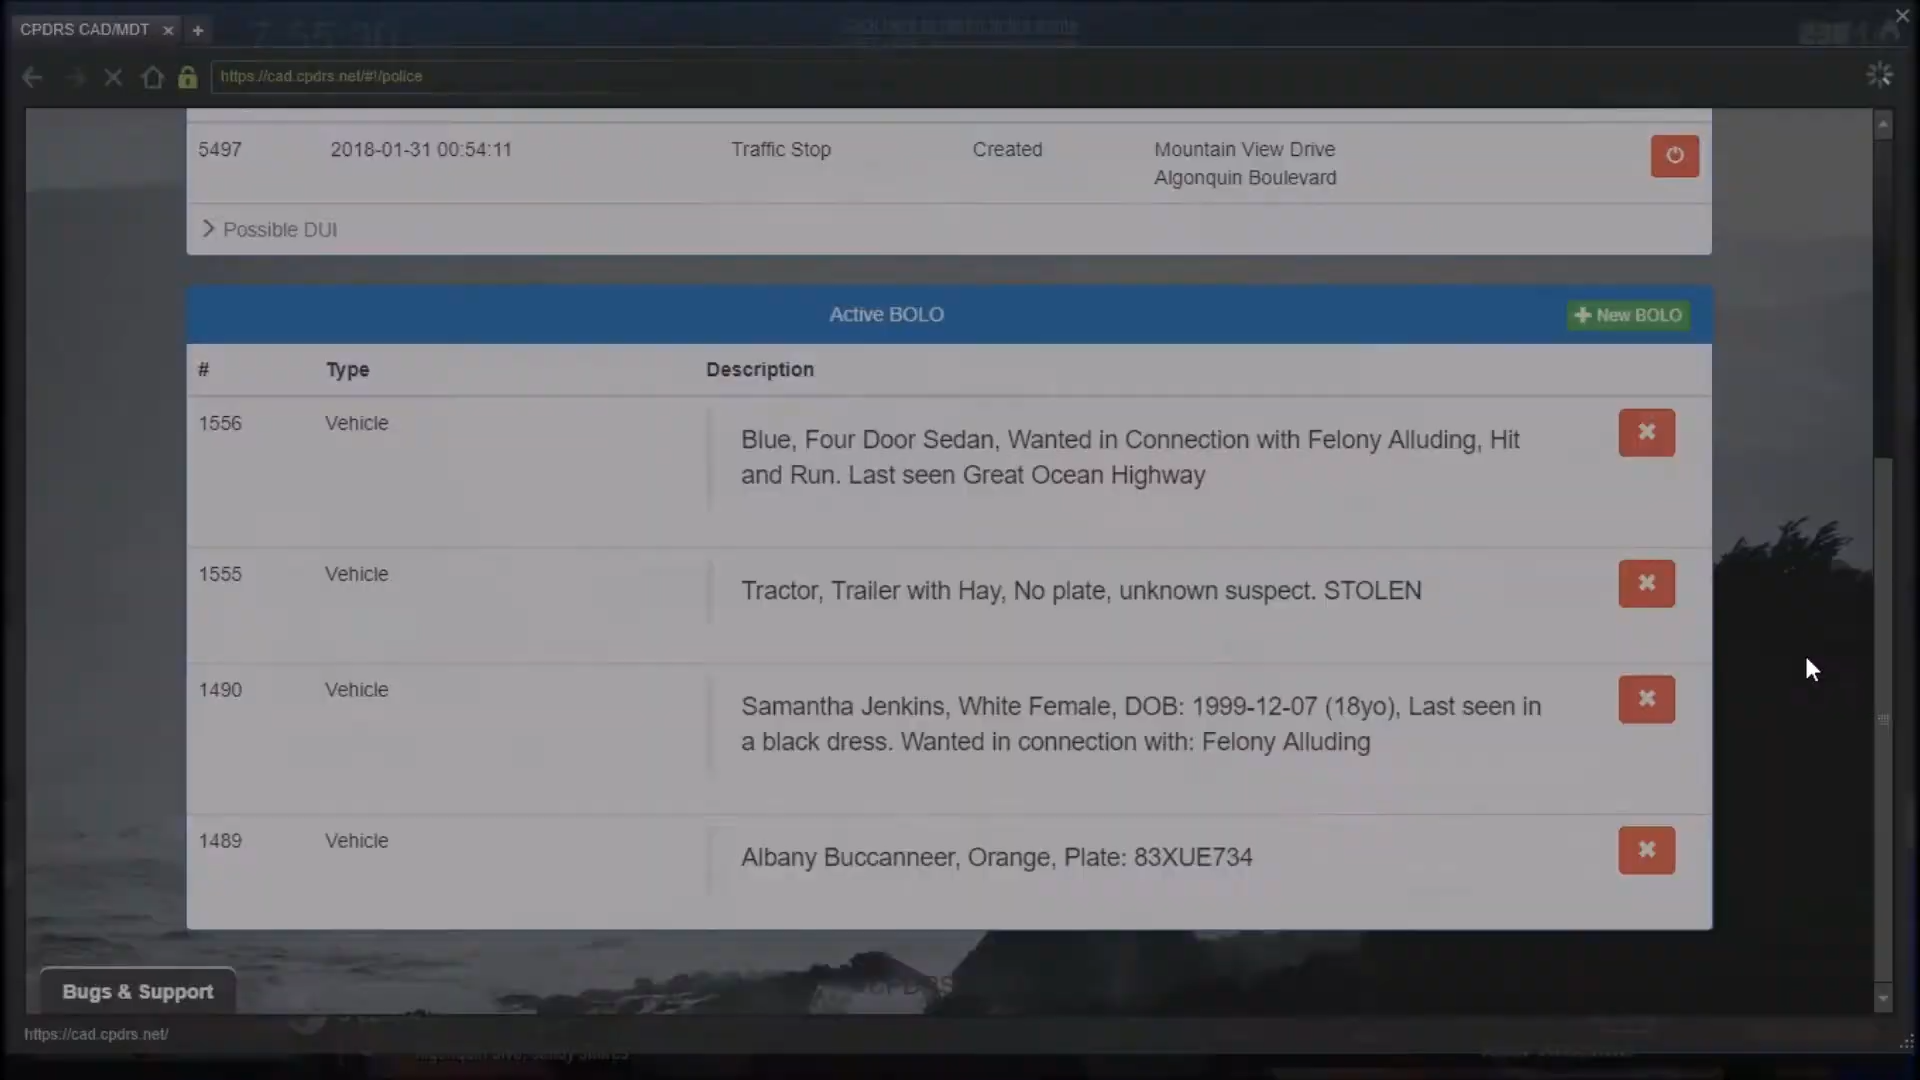 CPDRS CAD/MDT
Click here to
https://cad.cpdrs.net/#!/police
5497 2018-01-31 00:54:11 Traffic Stop Created Mountain View Drive
Algonquin Boulevard
Possible DUI
Active BOLO New BOLO
# Type Description
1556 Vehicle Blue, Four Door Sedan, Wanted in Connection with Felony Alluding, Hit
and Run. Last seen Great Ocean Highway
1555 Vehicle Tractor, Trailer with Hay, No plate, unknown suspect. STOLEN
1490 Vehicle Samantha Jenkins, White Female, DOB: 1999-12-07 (18yo), Last seen in
a black dress. Wanted in connection with: Felony Alluding
1489 Vehicle Albany Buccanneer, Orange, Plate: 83XUE734
CPDRS
Bugs & Support
https://cad.cpdrs.net/